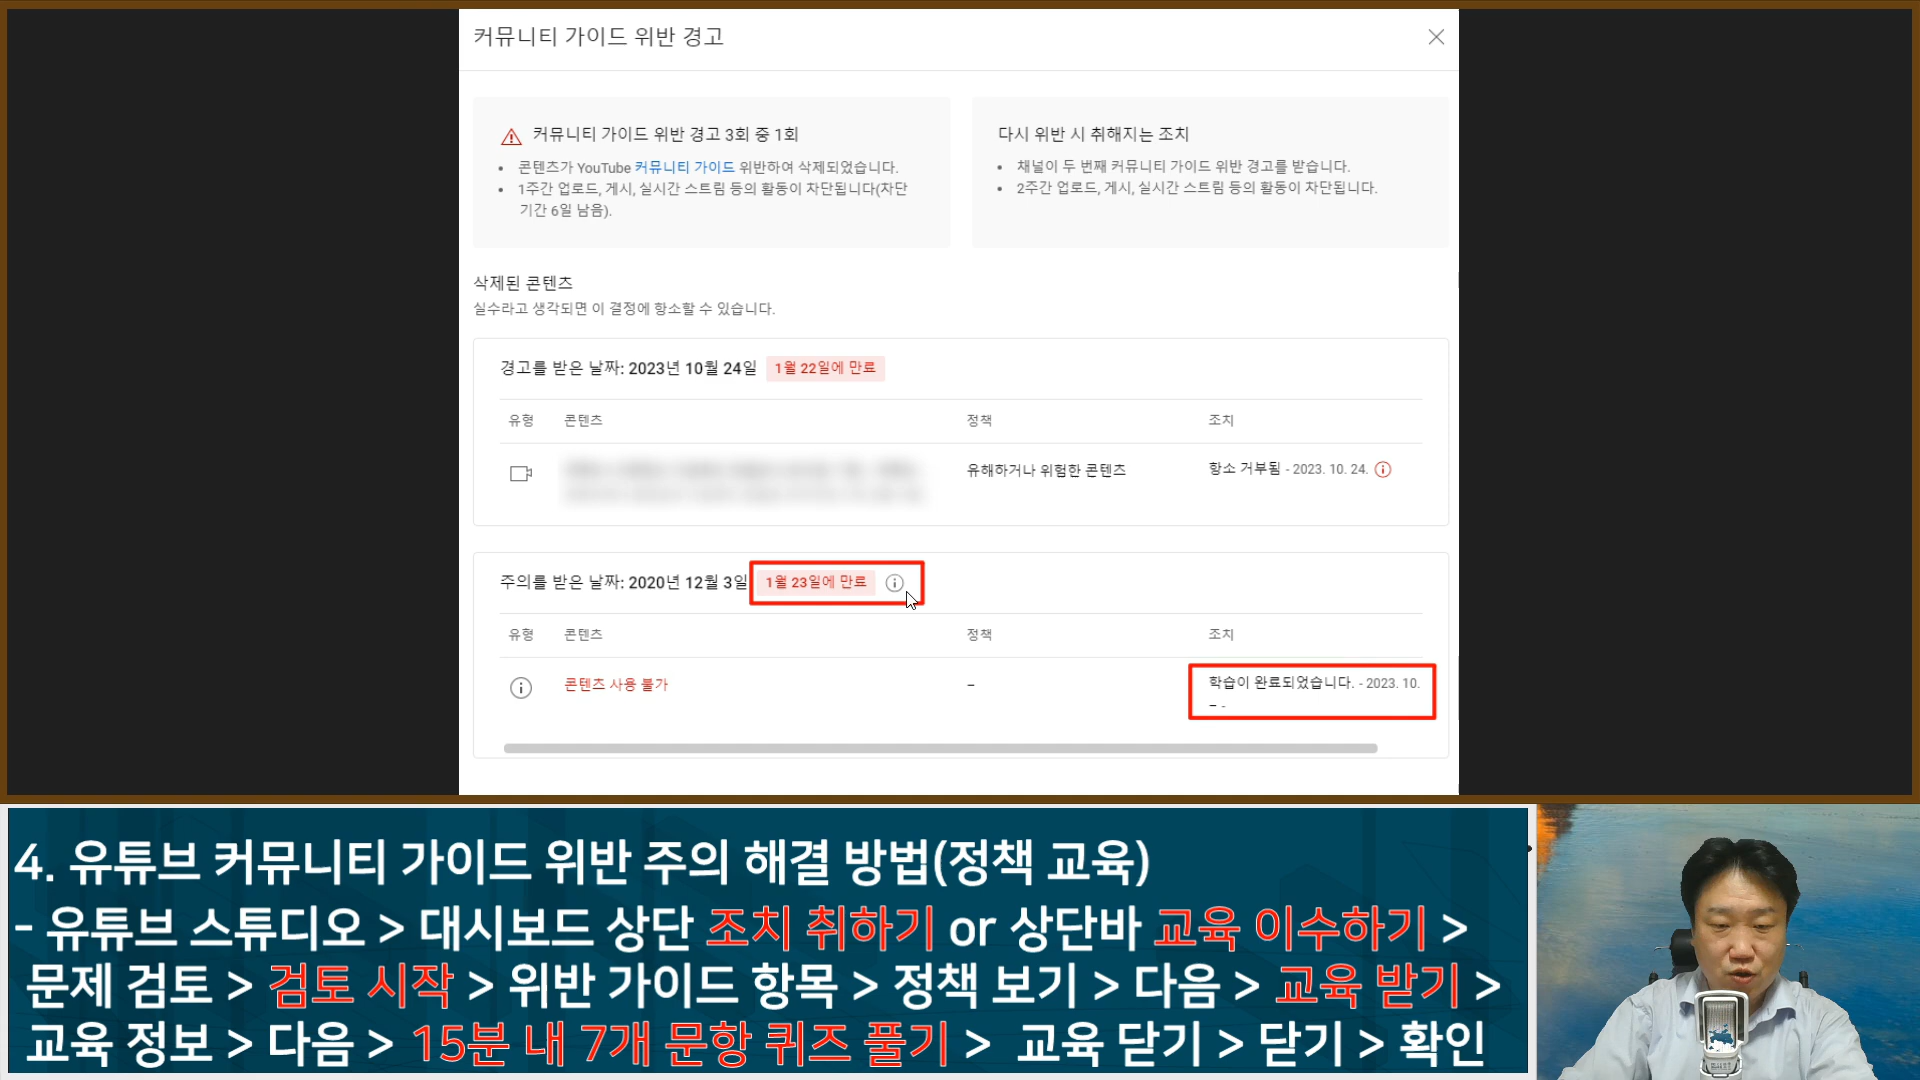 커뮤니티 가이드 위반 경고
커뮤니티 가이드 위반 경고 3회 중 1회
• 콘텐츠가 YouTube 커뮤니티 가이드 위반하여 삭제되었습니다.
• 1주간 업로드, 게시, 실시간 스트림 등의 활동이 차단됩니다(차단
기간 6일 남음).
다시 위반 시 취해지는 조치
• 채널이 두 번째 커뮤니티 가이드 위반 경고를 받습니다.
• 2주간 업로드, 게시, 실시간 스트림 등의 활동이 차단됩니다.
삭제된 콘텐츠
실수라고 생각되면 이 결정에 항소할 수 있습니다.
경고를 받은 날짜: 2023년 10월 24일 1월 22일에 만료
유형 콘텐츠 정책 조치
유해하거나 위험한 콘텐츠 항소 거부됨 - 2023. 10. 24.
주의를 받은 날짜: 2020년 12월 3일 1월 23일에 만료
유형 콘텐츠 정책 조치
콘텐츠 사용 불가 – 학습이 완료되었습니다. - 2023. 10.
4. 유튜브 커뮤니티 가이드 위반 주의 해결 방법(정책 교육)
- 유튜브 스튜디오 > 대시보드 상단 조치 취하기 or 상단바 교육 이수하기 >
문제 검토 > 검토 시작 > 위반 가이드 항목 > 정책 보기 > 다음 > 교육 받기 >
교육 정보 > 다음 > 15분 내 7개 문항 퀴즈 풀기 > 교육 닫기 > 닫기 > 확인